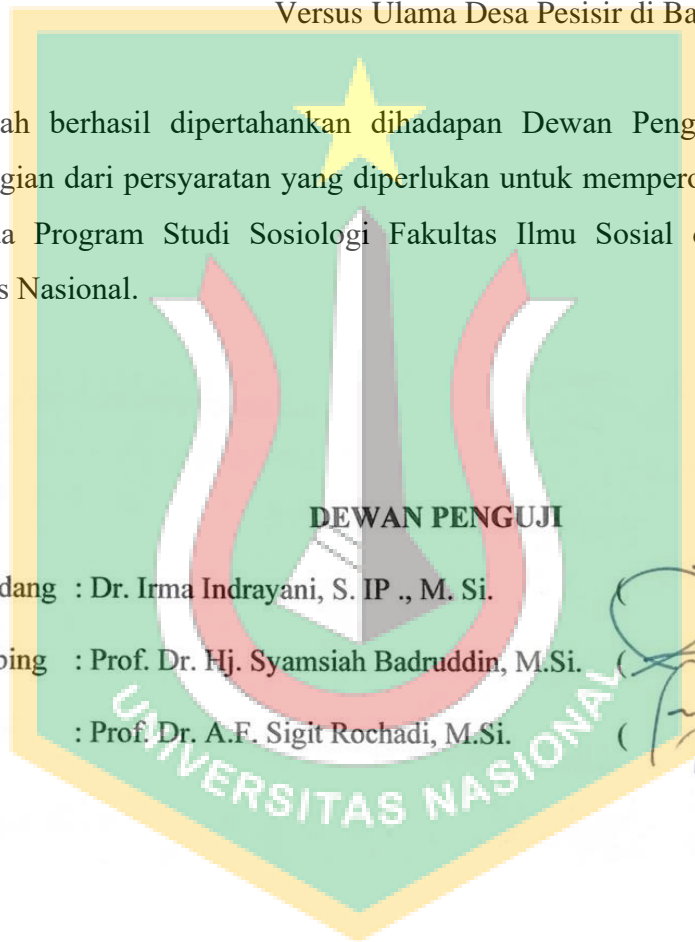 Versus Ulama Desa Pesisir di Ba
ah berhasil dipertahankan dihadapan Dewan Peng
gian dari persyaratan yang diperlukan untuk mempero
a Program Studi Sosiologi Fakultas Ilmu Sosial
s Nasional.
DEWAN PENGUJI
dang : Dr. Irma Indrayani, S. IP ., M. Si. (
bing : Prof. Dr. Hj. Syamsiah Badruddin, M.Si. (
: Prof. Dr. A.F. Sigit Rochadi, M.Si. (
UNIVERSITAS NASIONAL